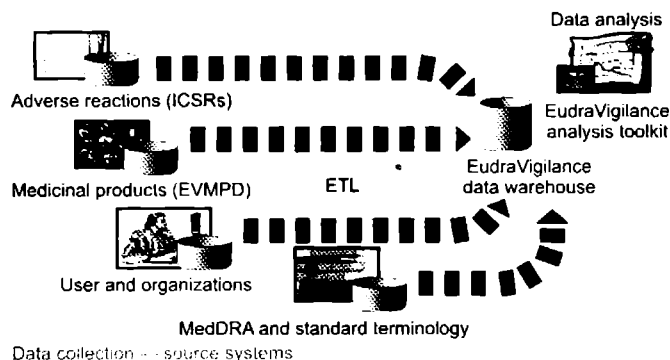 Data analysis
Adverse reactions (ICSRs)
EudraVigilance
analysis toolkit
Medicinal products (EVMPD)
ETL
EudraVigilance
data warehouse
User and organizations
MedDRA and standard terminology
Data collection — source systems